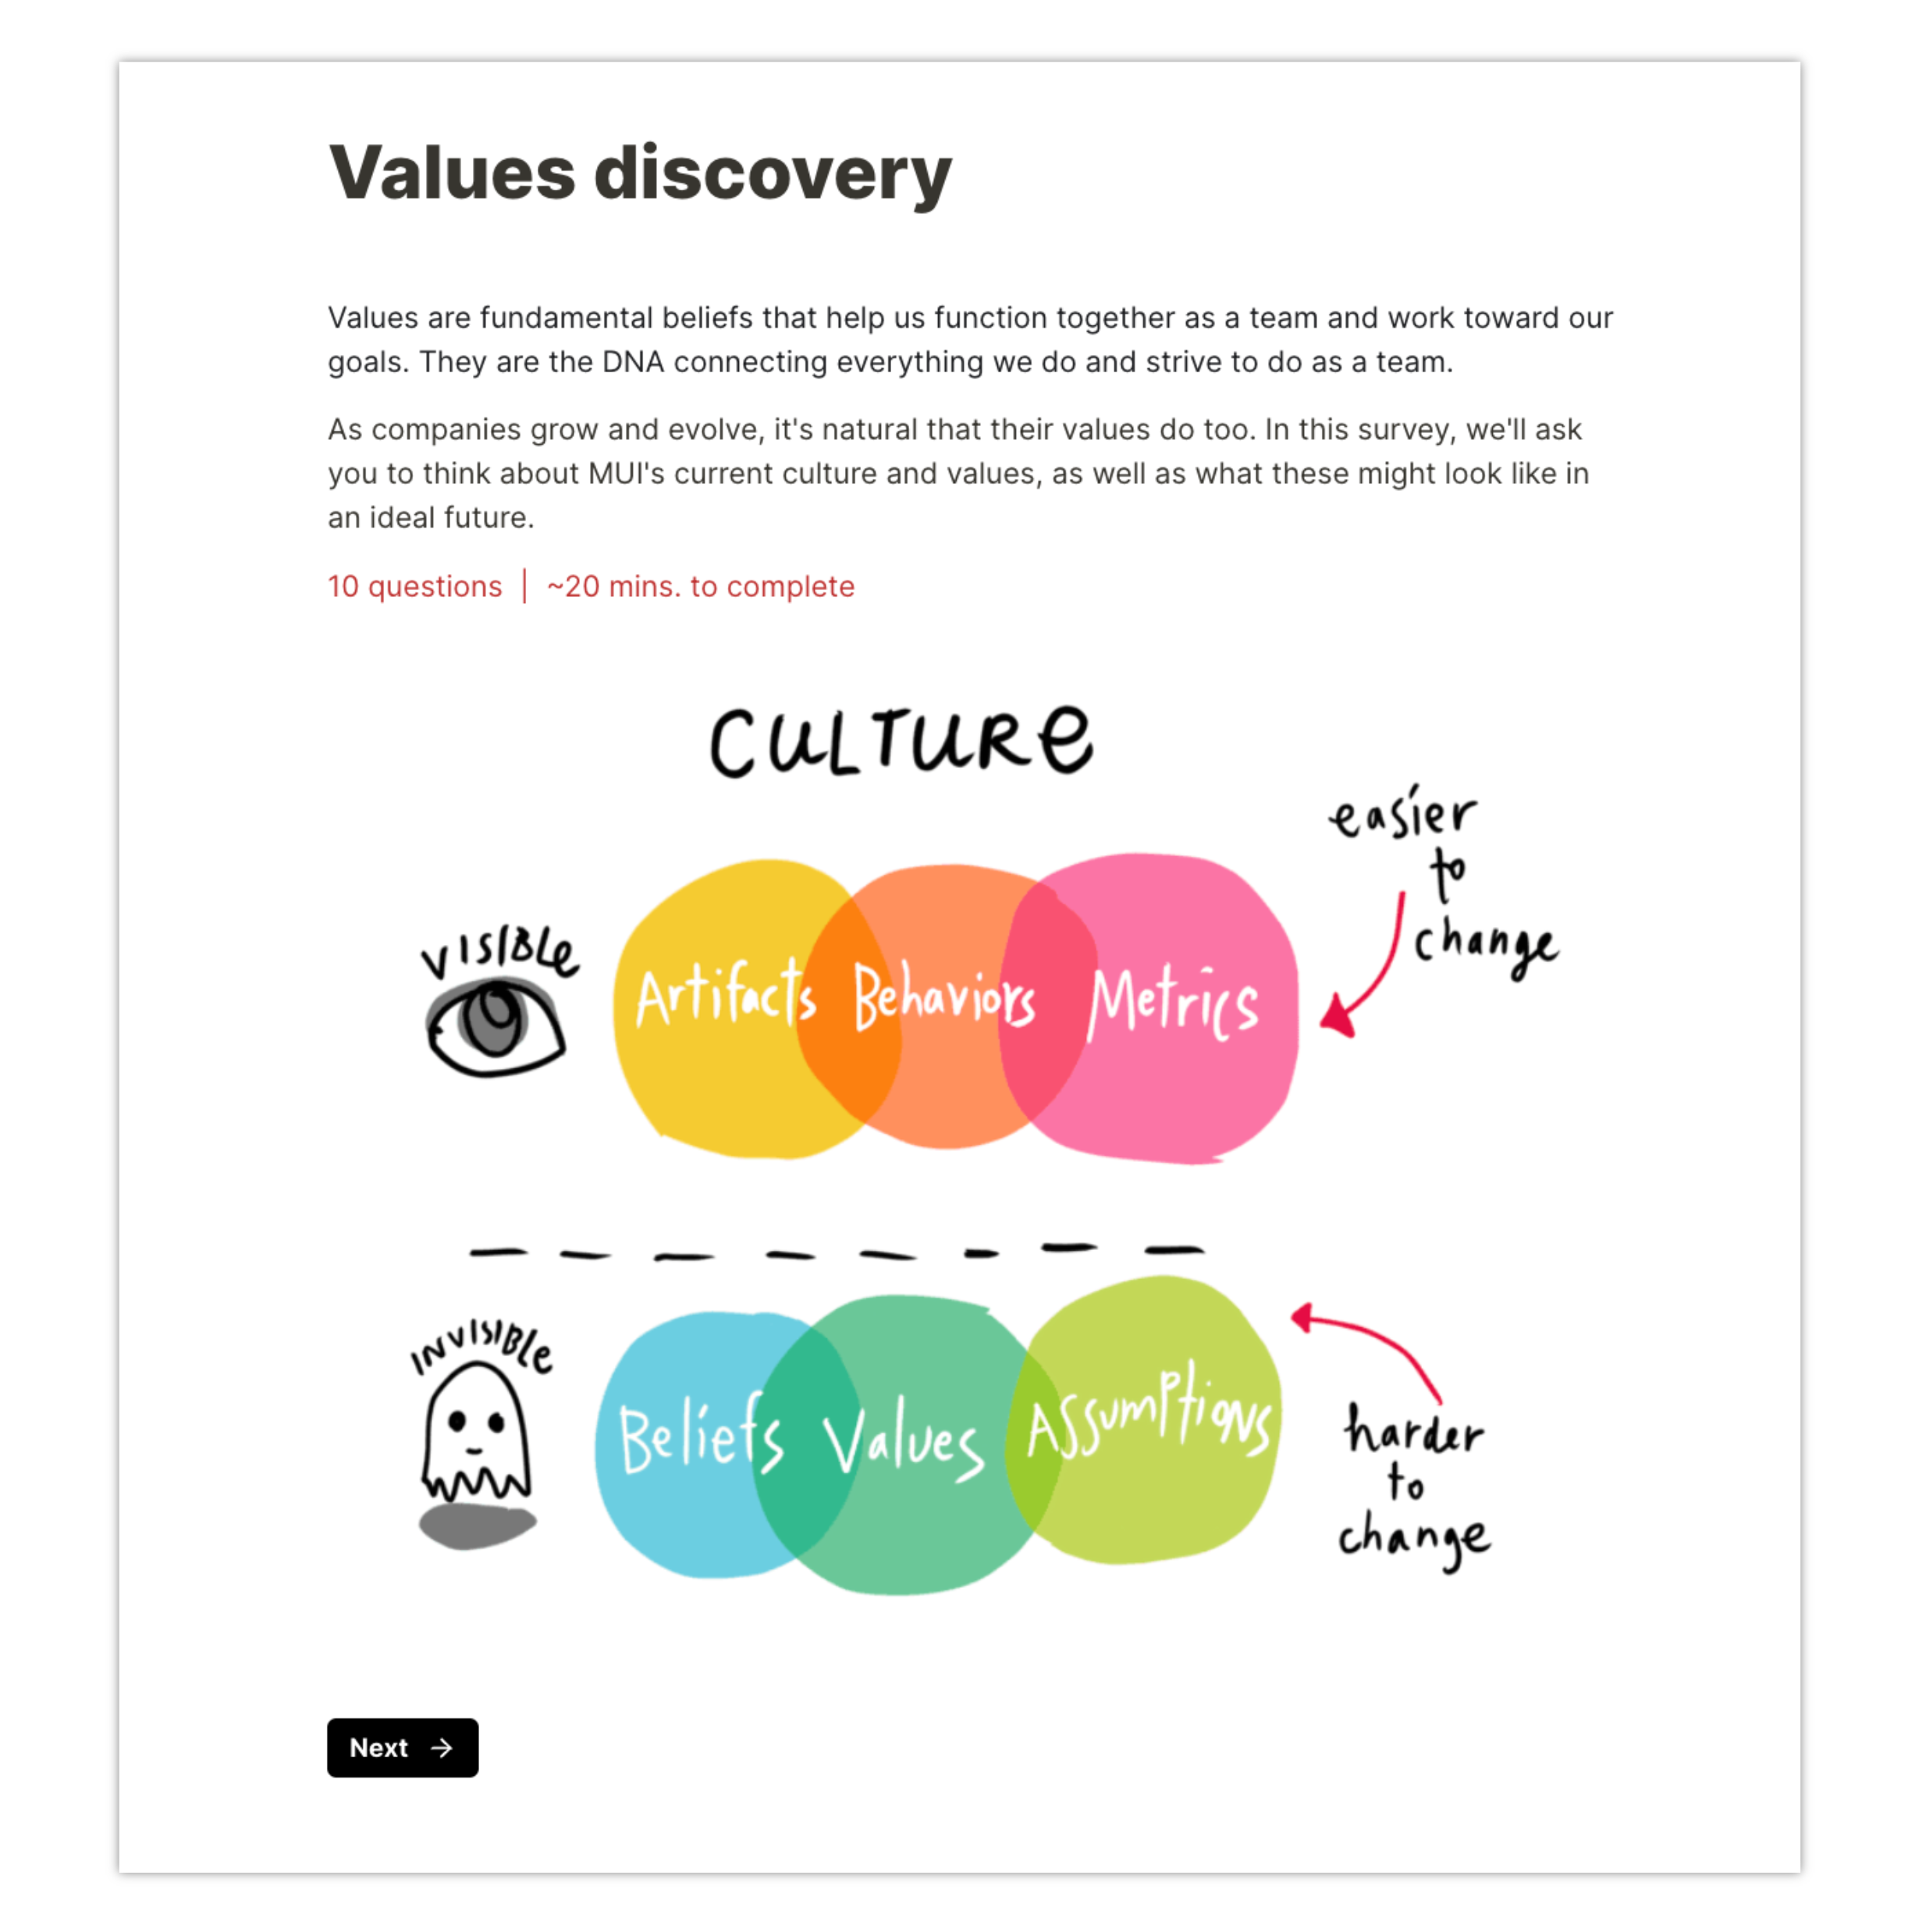 Values discovery
Values are fundamental beliefs that help us function together as a team and work toward our
goals. They are the DNA connecting everything we do and strive to do as a team.
As companies grow and evolve, it's natural that their values do too. In this survey, we'll ask
you to think about MUI's current culture and values, as well as what these might look like in
an ideal future.
10 questions | ~20 mins. to complete
CULTURE
easier
to
change
VISIBLE
Artifacts Behaviors Metrics
INVISIBLE
Beliefs Values Assumptions
harder
to
change
Next →